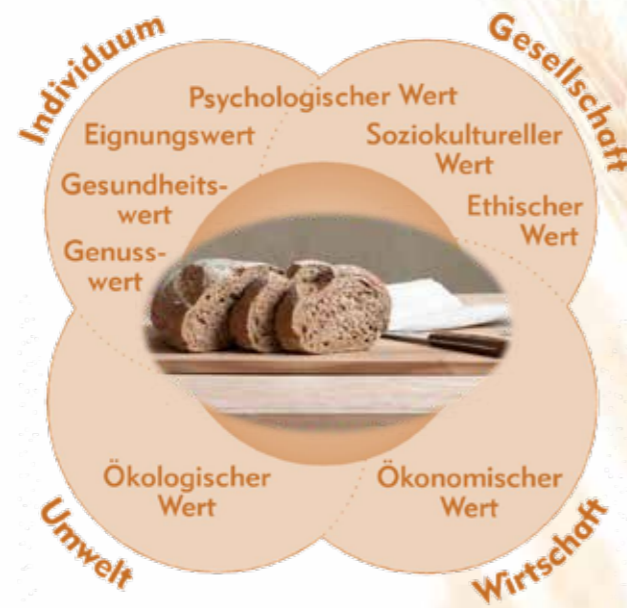 Individuum
Gesellschaft
Psychologischer Wert
Eignungswert
Soziokultureller
Wert
Gesundheits-
wert
Ethischer
Wert
Genuss-
wert
Ökologischer
Wert
Ökonomischer
Wert
Umwelt
Wirtschaft